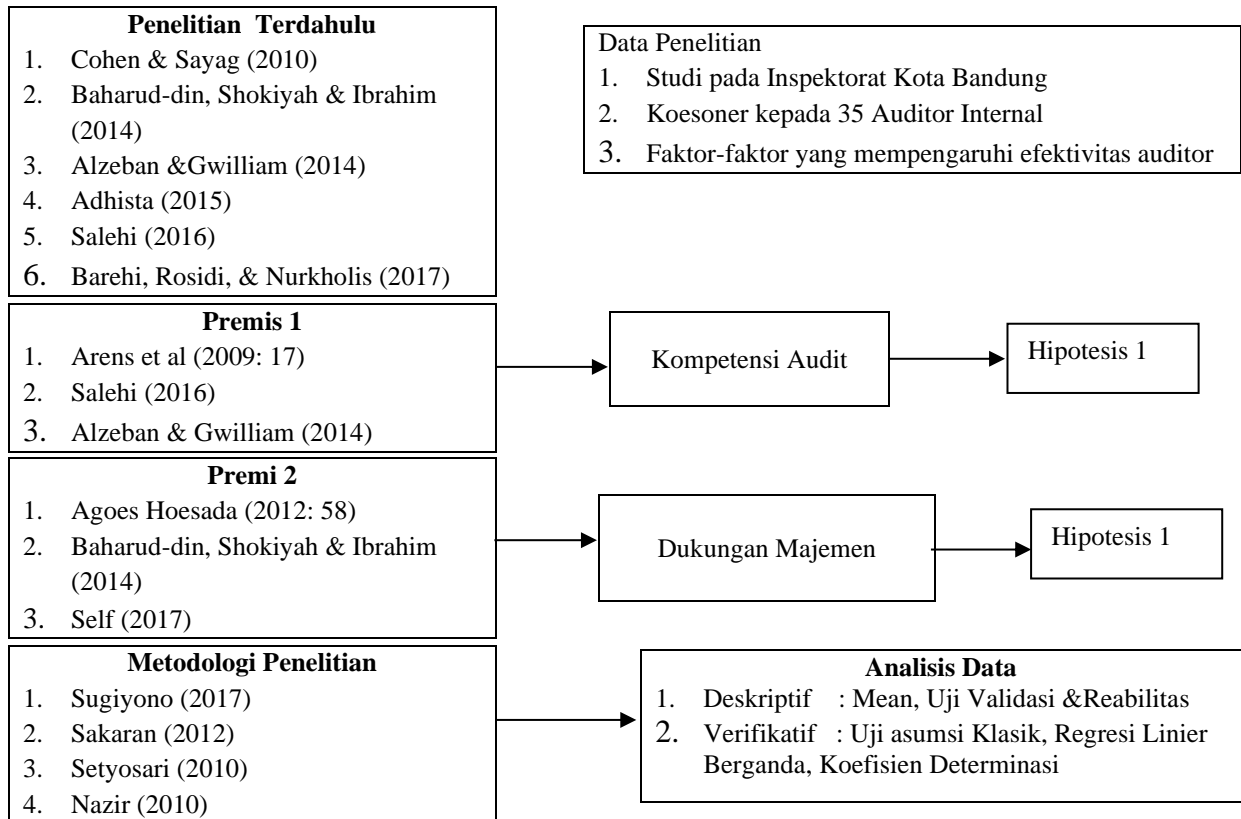 Penelitian Terdahulu
1. Cohen & Sayag (2010)
2. Baharud-din, Shokiyah & Ibrahim
(2014)
3. Alzeban &Gwilliam (2014)
4. Adhista (2015)
5. Salehi (2016)
6. Barehi, Rosidi, & Nurkholis (2017)
Data Penelitian
1. Studi pada Inspektorat Kota Bandung
2. Koesoner kepada 35 Auditor Internal
3. Faktor-faktor yang mempengaruhi efektivitas auditor
Premis 1
1. Arens et al (2009: 17)
2. Salehi (2016)
3. Alzeban & Gwilliam (2014)
Kompetensi Audit
Hipotesis 1
Premi 2
1. Agoes Hoesada (2012: 58)
2. Baharud-din, Shokiyah & Ibrahim
(2014)
3. Self (2017)
Dukungan Majemen
Hipotesis 1
Metodologi Penelitian
1. Sugiyono (2017)
2. Sakaran (2012)
3. Setyosari (2010)
4. Nazir (2010)
Analisis Data
1. Deskriptif : Mean, Uji Validasi &Reabilitas
2. Verifikatif : Uji asumsi Klasik, Regresi Linier
Berganda, Koefisien Determinasi